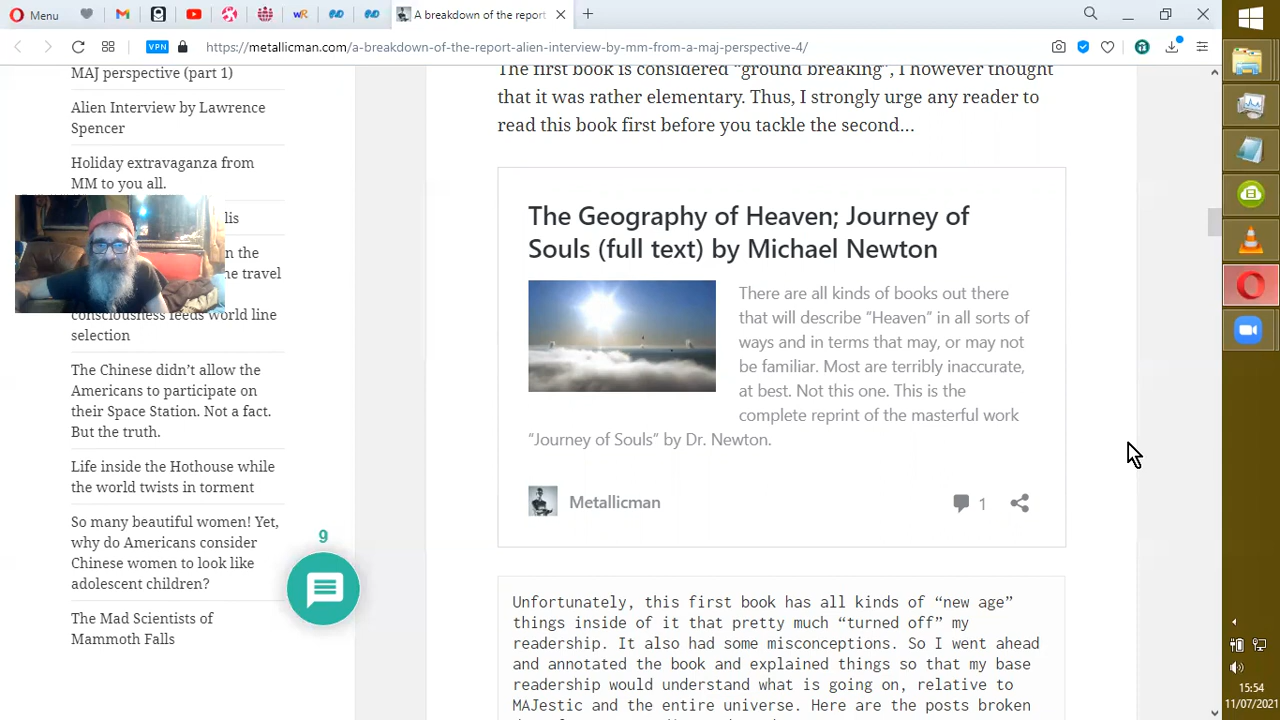 Menu
A breakdown of the report
VPN
https://metallicman.com/a-breakdown-of-the-report-alien-interview-by-mm-from-a-maj-perspective-4/
MAJ perspective (part 1)
Alien Interview by Lawrence
Spencer
Holiday extravaganza from
MM to you all.
lis
n the
ne travel
consciousness feeds world line
selection
The Chinese didn’t allow the
Americans to participate on
their Space Station. Not a fact.
But the truth.
Life inside the Hothouse while
the world twists in torment
So many beautiful women! Yet,
why do Americans consider
Chinese women to look like
adolescent children?
The Mad Scientists of
Mammoth Falls
9
The first book is considered “ground breaking”, I however thought
that it was rather elementary. Thus, I strongly urge any reader to
read this book first before you tackle the second…
The Geography of Heaven; Journey of
Souls (full text) by Michael Newton
There are all kinds of books out there
that will describe “Heaven” in all sorts of
ways and in terms that may, or may not
be familiar. Most are terribly inaccurate,
at best. Not this one. This is the
complete reprint of the masterful work
“Journey of Souls” by Dr. Newton.
Metallicman
1
Unfortunately, this first book has all kinds of “new age”
things inside of it that pretty much “turned off” my
readership. It also had some misconceptions. So I went ahead
and annotated the book and explained things so that my base
readership would understand what is going on, relative to
MAJestic and the entire universe. Here are the posts broken
15:54
11/07/2021